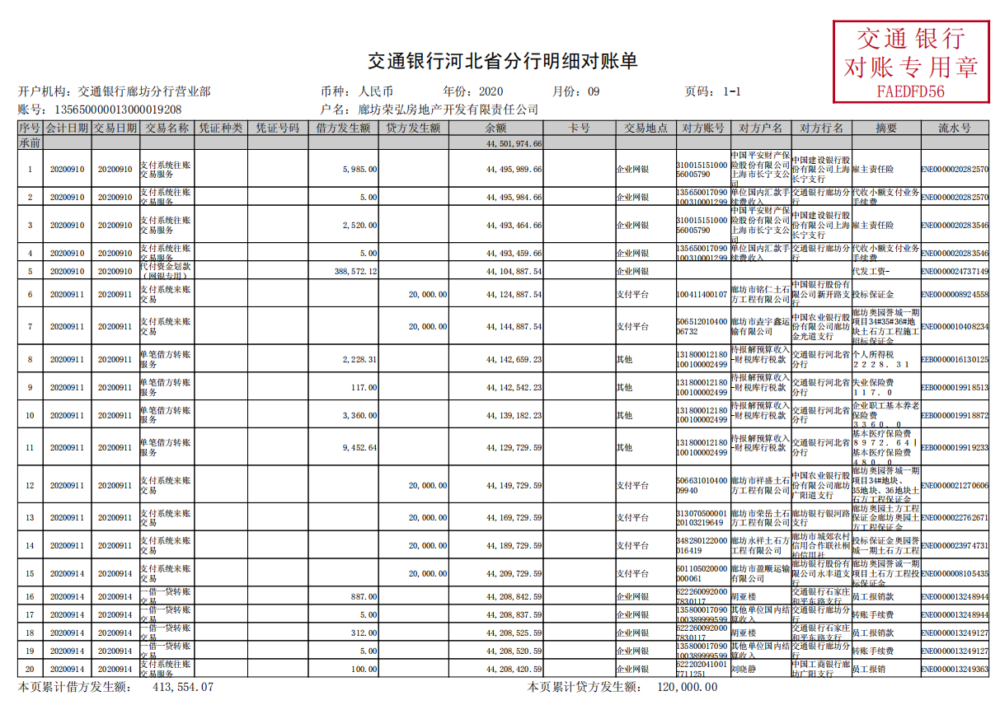 交通银行
对账专用章
FAEDFD56
交通银行河北省分行明细对账单
开户机构：交通银行廊坊分行营业部 币种：人民币 年份：2020 月份：09 页码：1-1
账号：135650000013000019208 户名：廊坊荣弘房地产开发有限责任公司
序号 会计日期 交易日期 交易名称 凭证种类 凭证号码 借方发生额 贷方发生额 余额 卡号 交易地点 对方账号 对方户名 对方行名 摘要 流水号
承前 44,501,974.66
1 20200910 20200910 支付系统往账交易服务 5,985.00 44,495,989.66 企业网银 31001515100056005790 中国平安财产保险股份有限公司上海市长宁支公司 中国建设银行股份有限公司上海长宁支行 雇主责任险 ENE0000020282570
2 20200910 20200910 支付系统往账交易服务 5.00 44,495,984.66 企业网银 135650017090100310001299 单位国内汇款手续费收入 交通银行廊坊分行 代收小额支付业务手续费 ENE0000020282570
3 20200910 20200910 支付系统往账交易服务 2,520.00 44,493,464.66 企业网银 31001515100056005790 中国平安财产保险股份有限公司上海市长宁支公司 中国建设银行股份有限公司上海长宁支行 雇主责任险 ENE0000020283546
4 20200910 20200910 支付系统往账交易服务 5.00 44,493,459.66 企业网银 135650017090100310001299 单位国内汇款手续费收入 交通银行廊坊分行 代收小额支付业务手续费 ENE0000020283546
5 20200910 20200910 代付资金划款（网银专用） 388,572.12 44,104,887.54 企业网银 代发工资- ENE0000024737149
6 20200911 20200911 支付系统来账交易 20,000.00 44,124,887.54 支付平台 100411400107 廊坊市铭仁土石方工程有限公司 中国银行股份有限公司新开路支行 投标保证金 ENE0000008924558
7 20200911 20200911 支付系统来账交易 20,000.00 44,144,887.54 支付平台 50651201040006732 廊坊市垚宇鑫运输有限公司 中国农业银行股份有限公司廊坊金光道支行 廊坊奥园誉城一期项目34#35#36#地块土石方工程施工招标保证金 ENE0000010408234
8 20200911 20200911 单笔借方转账服务 2,228.31 44,142,659.23 其他 131800012180100100002499 待报解预算收入-财税库行税款 交通银行河北省分行 个人所得税 2228.31 EEB0000016130125
9 20200911 20200911 单笔借方转账服务 117.00 44,142,542.23 其他 131800012180100100002499 待报解预算收入-财税库行税款 交通银行河北省分行 失业保险费 117.0 EEB0000019918513
10 20200911 20200911 单笔借方转账服务 3,360.00 44,139,182.23 其他 131800012180100100002499 待报解预算收入-财税库行税款 交通银行河北省分行 企业职工基本养老保险费 3360.0 EEB0000019918872
11 20200911 20200911 单笔借方转账服务 9,452.64 44,129,729.59 其他 131800012180100100002499 待报解预算收入-财税库行税款 交通银行河北省分行 基本医疗保险费 8972.64|基本医疗保险费 480.0 EEB0000019919233
12 20200911 20200911 支付系统来账交易 20,000.00 44,149,729.59 支付平台 50663101040009940 廊坊市祥盛土石方工程有限公司 中国农业银行股份有限公司廊坊广阳道支行 廊坊奥园誉城一期项目34#地块、35地块、36地块土石方工程保证金 ENE0000021270606
13 20200911 20200911 支付系统来账交易 20,000.00 44,169,729.59 支付平台 31307050000120103219649 廊坊市荣岳土石方工程有限公司 廊坊银行银河路支行 廊坊奥园土方工程保证金廊坊奥园土方工程保证金 ENE0000022762671
14 20200911 20200911 支付系统来账交易 20,000.00 44,189,729.59 支付平台 348280122000016419 廊坊永祥土石方工程有限公司 廊坊市城郊农村信用合作联社桐柏信用社 投标保证金奥园誉城一期土石方工程 ENE0000023974731
15 20200914 20200914 支付系统来账交易 20,000.00 44,209,729.59 支付平台 601105020000000061 廊坊市盈顺运输有限公司 廊坊银行股份有限公司永丰道支行 廊坊奥园誉诚一期项目土石方工程投标保证金 ENE0000008105435
16 20200914 20200914 一借一贷转账交易 887.00 44,208,842.59 企业网银 6222600920007830117 胡亚楼 交通银行石家庄和平东路支行 员工报销款 ENE0000013248944
17 20200914 20200914 一借一贷转账交易 5.00 44,208,837.59 企业网银 135800017090100389999599 其他单位国内结算收入 交通银行廊坊分行 转账手续费 ENE0000013248944
18 20200914 20200914 一借一贷转账交易 312.00 44,208,525.59 企业网银 6222600920007830117 胡亚楼 交通银行石家庄和平东路支行 员工报销款 ENE0000013249127
19 20200914 20200914 一借一贷转账交易 5.00 44,208,520.59 企业网银 135800017090100389999599 其他单位国内结算收入 交通银行廊坊分行 转账手续费 ENE0000013249127
20 20200914 20200914 支付系统往账交易服务 100.00 44,208,420.59 企业网银 6222020410017711251 刘晓静 中国工商银行廊坊广阳支行 员工报销 ENE0000013249363
本页累计借方发生额： 413,554.07 本页累计贷方发生额： 120,000.00